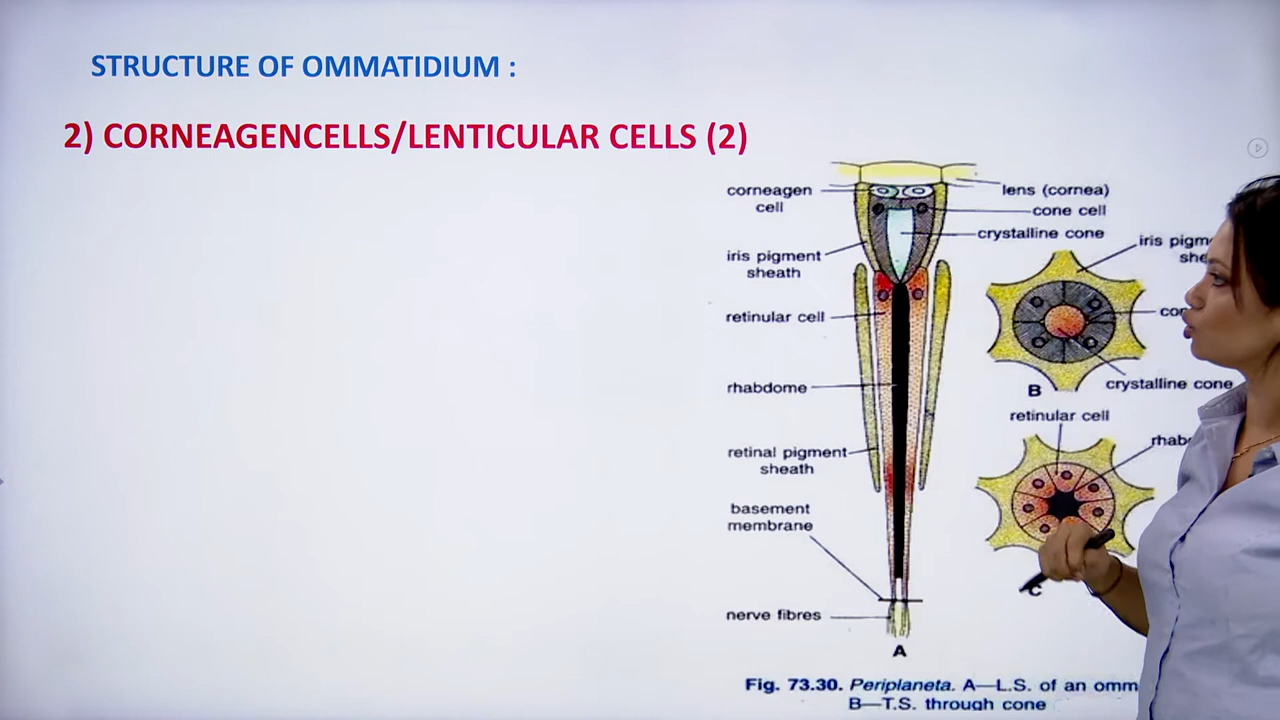 STRUCTURE OF OMMATIDIUM :
2) CORNEAGENCELLS/LENTICULAR CELLS (2)
corneagen
cell
lens (cornea)
cone cell
crystalline cone
iris pigment
sheath
iris
retinular cell
B
crystalline cone
rhabdome
retinular cell
retinal pigment
sheath
basement
membrane
C
nerve fibres
A
Fig. 73.30. Periplaneta. A—L.S. of an
B—T.S. through cone